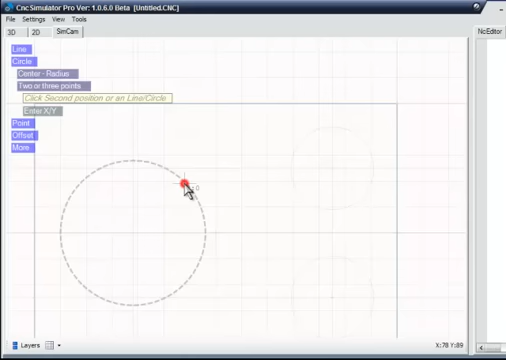 CncSimulator Pro Ver: 1.0.6.0 Beta [Untitled.CNC]
File Settings View Tools
3D 2D SimCam NcEditor
Line
Circle
Center - Radius
Two or three points
Click Second position or an Line/Circle
Enter X/Y
Point
Offset
More
Layers X:78 Y:89